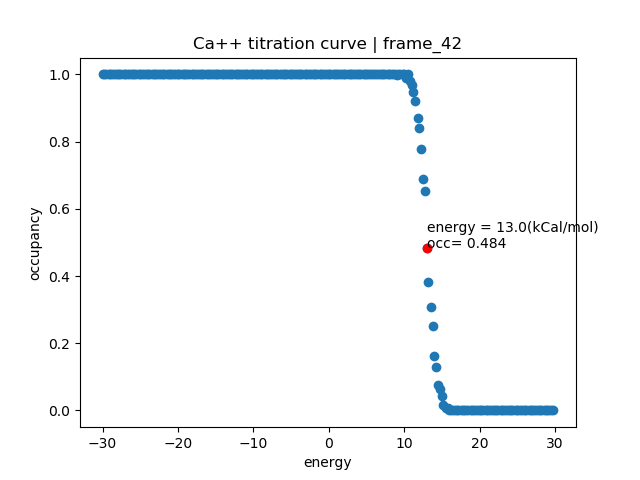 Ca++ titration curve | frame_42
1.0
0.8
0.6
0.4
0.2
0.0
occupancy
energy = 13.0(kCal/mol)
occ= 0.484
−30
−20
−10
0
10
20
30
energy